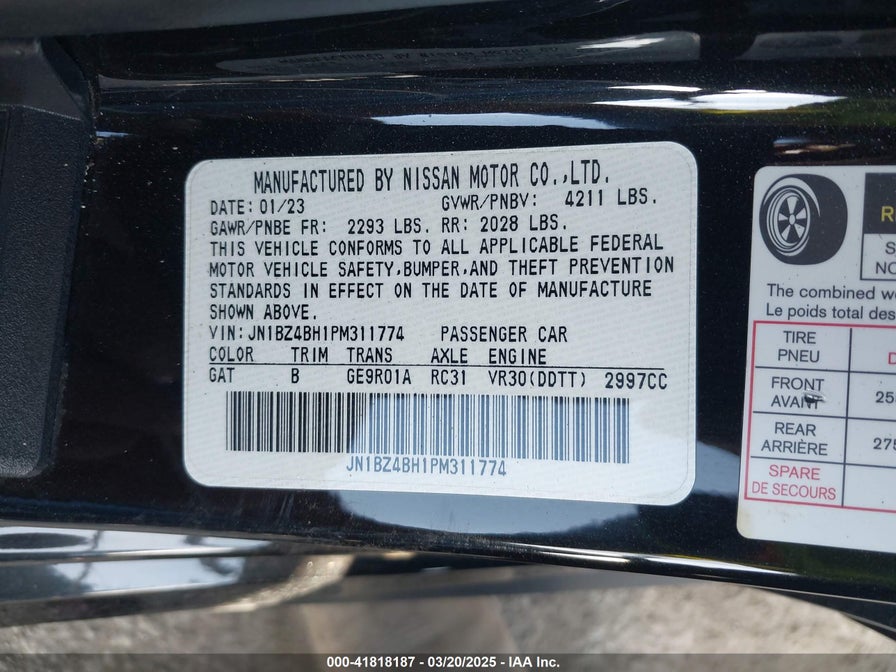 MANUFACTURED BY NISSAN MOTOR CO.,LTD.
DATE: 01/23 GVWR/PNBV: 4211 LBS.
GAWR/PNBE FR: 2293 LBS. RR: 2028 LBS.
THIS VEHICLE CONFORMS TO ALL APPLICABLE FEDERAL
MOTOR VEHICLE SAFETY,BUMPER,AND THEFT PREVENTION
STANDARDS IN EFFECT ON THE DATE OF MANUFACTURE
SHOWN ABOVE.
VIN:JN1BZ4BH1PM311774 PASSENGER CAR
COLOR TRIM TRANS AXLE ENGINE
GAT B GE9R01A RC31 VR30(DDTT) 2997CC
JN1BZ4BH1PM311774
The combined
Le poids total
TIRE
PNEU
FRONT
AVANT
REAR
ARRIÈRE
275
SPARE
DE SECOURS
000-41818187 - 03/20/2025 - IAA Inc.